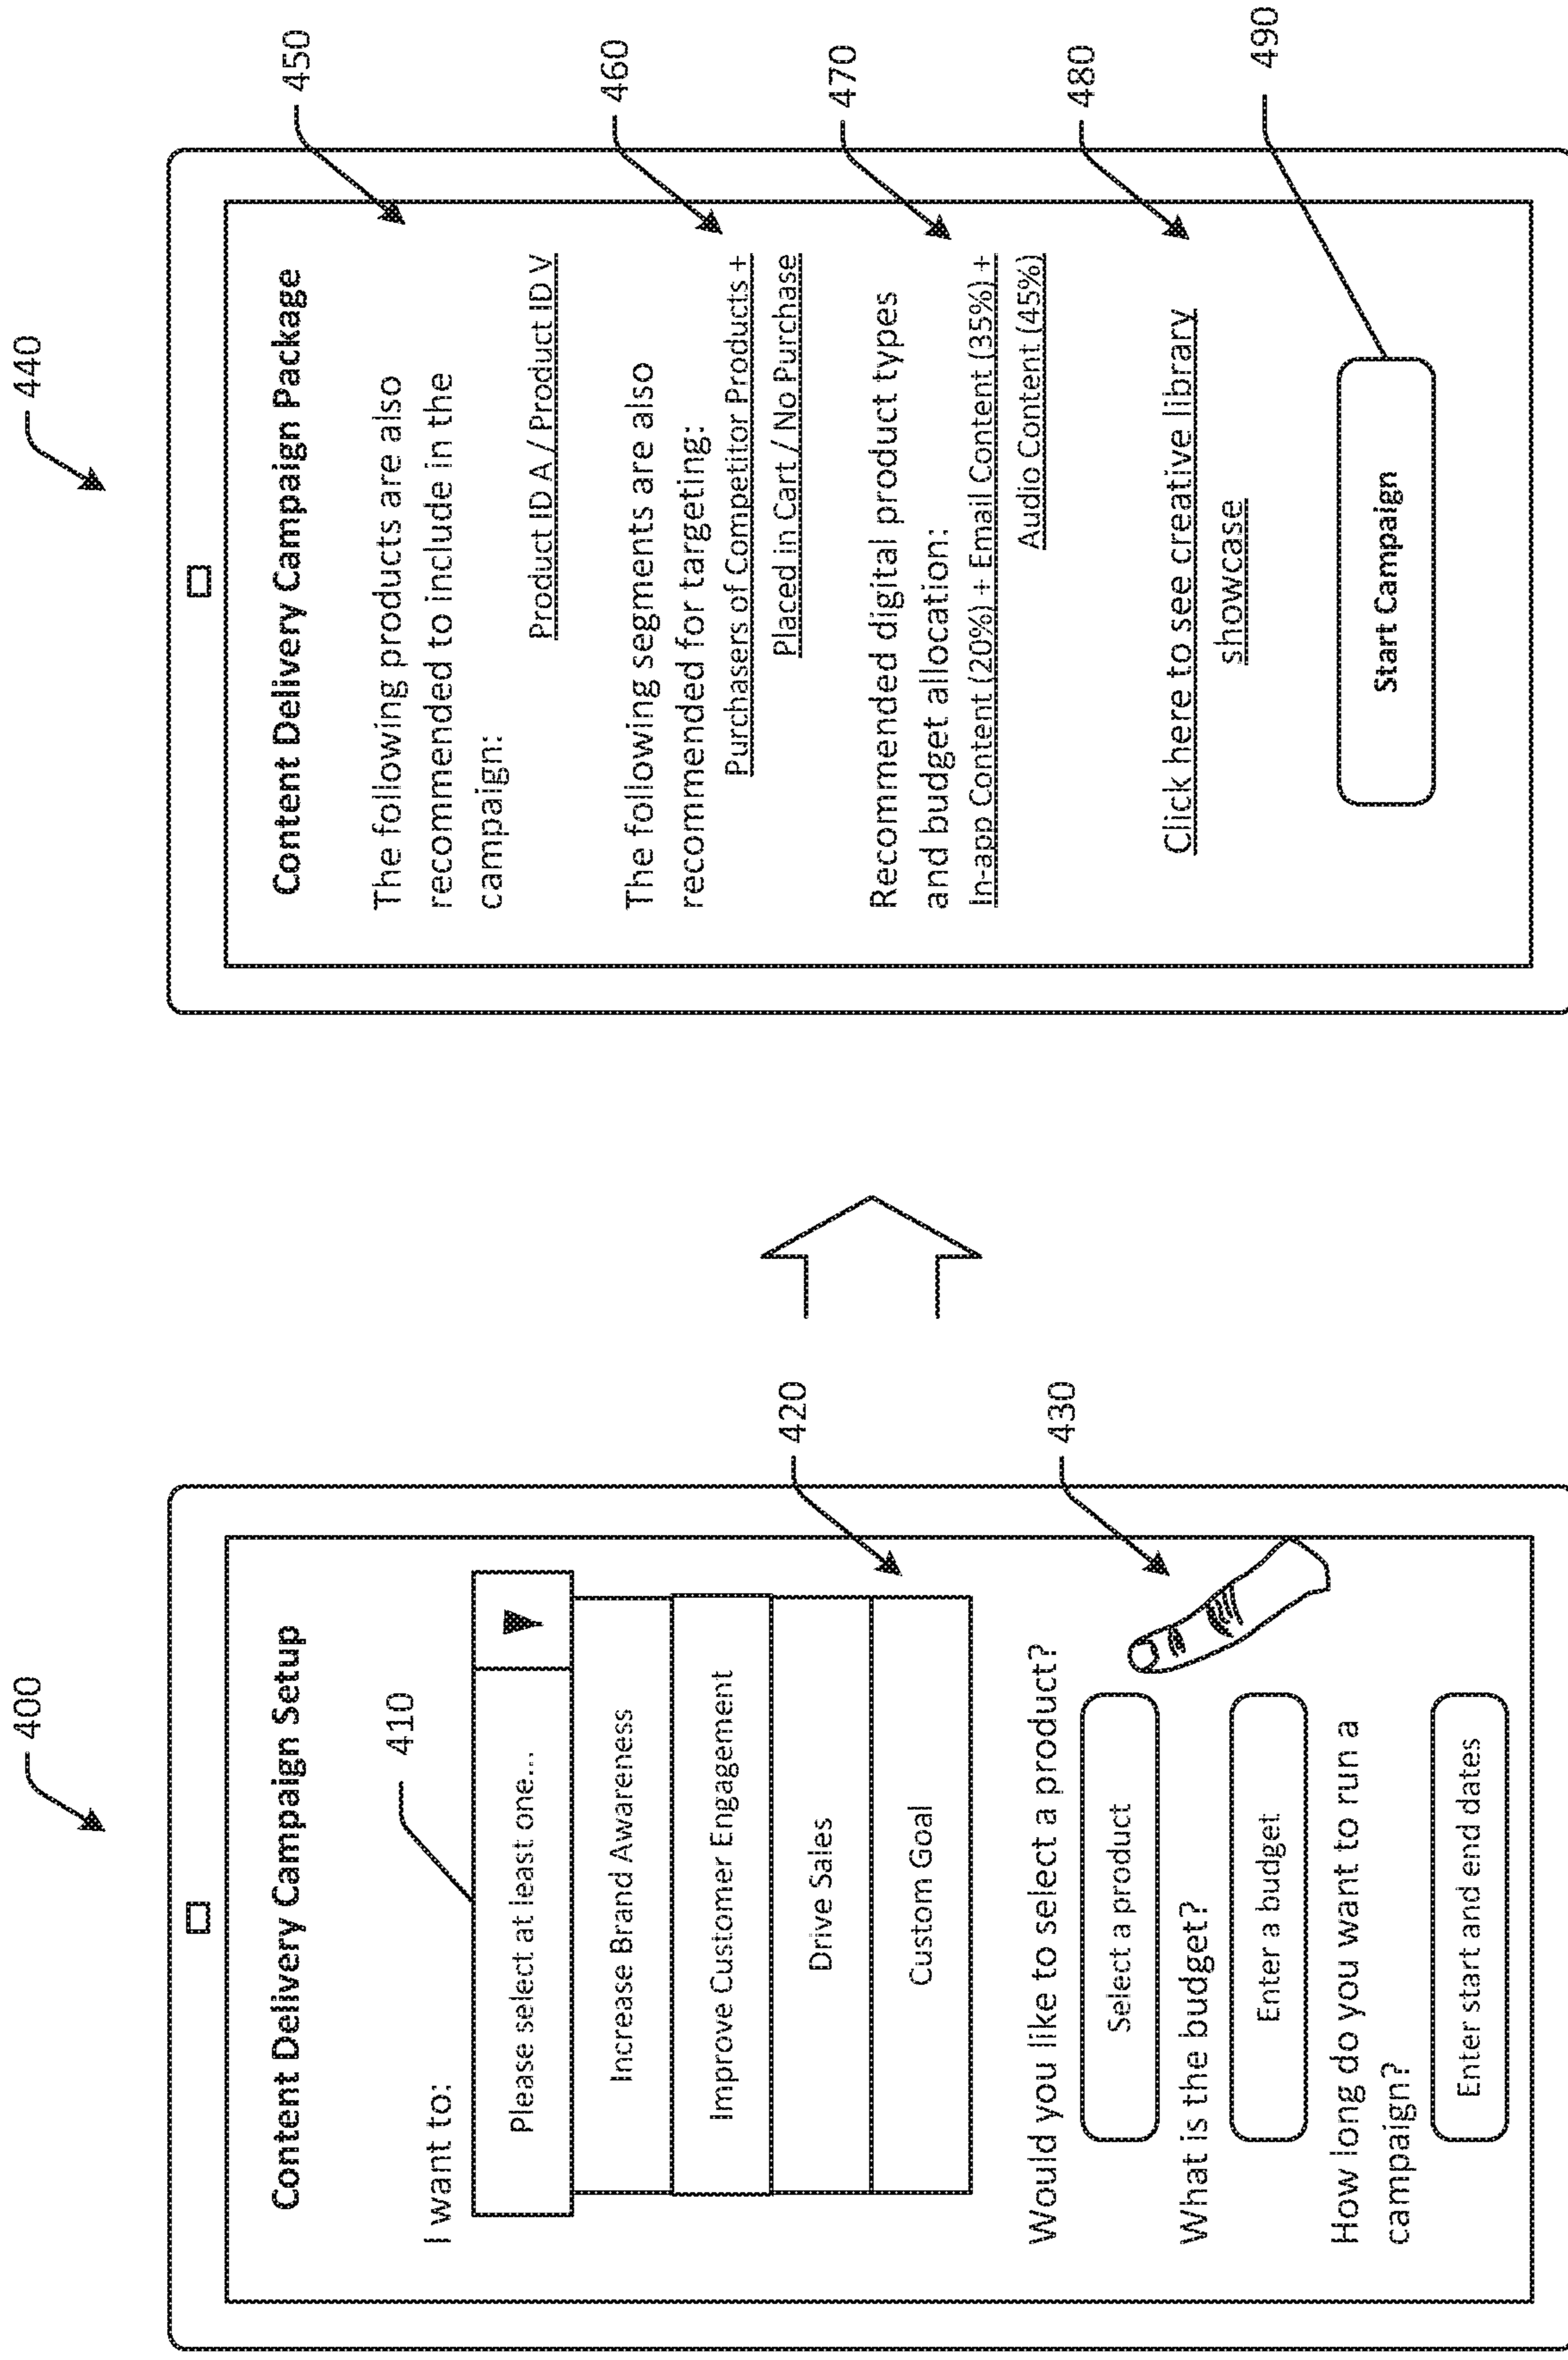 400
Content Delivery Campaign Setup
I want to:
410
Please select at least one...
Increase Brand Awareness
Improve Customer Engagement
Drive Sales
Custom Goal
420
Would you like to select a product?
Select a product
430
What is the budget?
Enter a budget
How long do you want to run a
campaign?
Enter start and end dates
440
Content Delivery Campaign Package
450
The following products are also
recommended to include in the
campaign:
Product ID A / Product ID V
460
The following segments are also
recommended for targeting:
Purchasers of Competitor Products +
Placed in Cart / No Purchase
470
Recommended digital product types
and budget allocation:
In-app Content (20%) + Email Content (35%) +
Audio Content (45%)
480
Click here to see creative library
showcase
490
Start Campaign